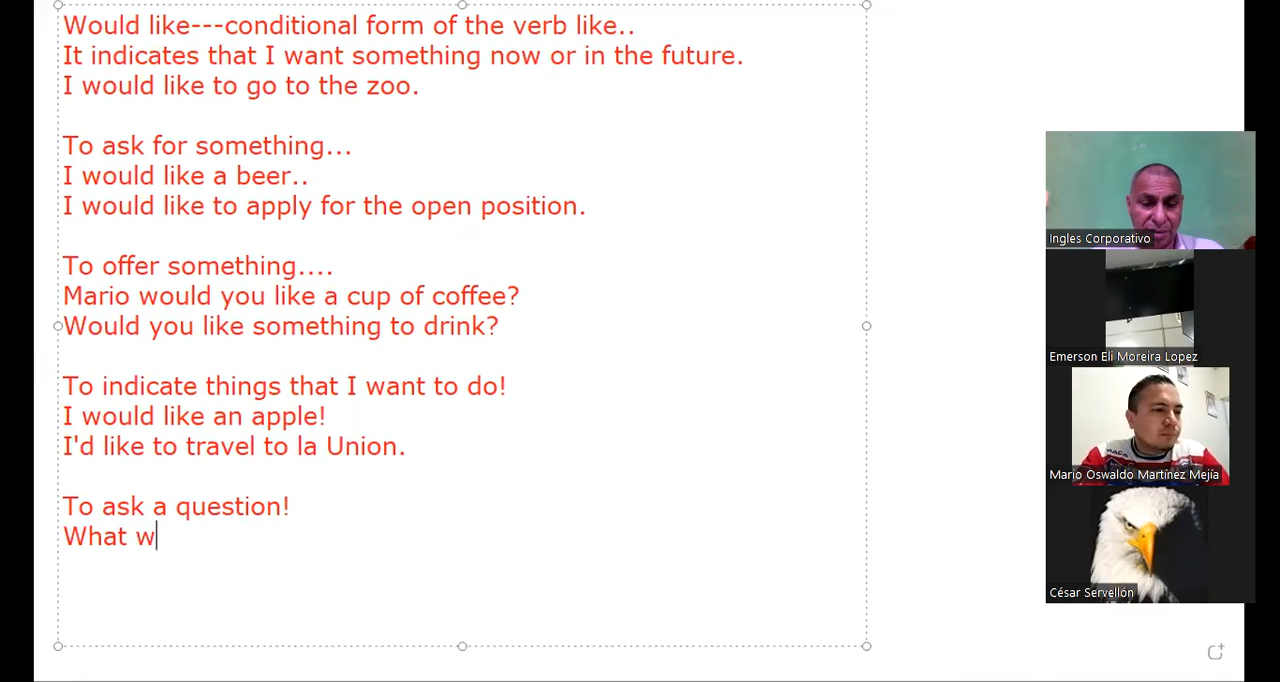 Would like---conditional form of the verb like..
It indicates that I want something now or in the future.
I would like to go to the zoo.
To ask for something...
I would like a beer..
I would like to apply for the open position.
To offer something....
Mario would you like a cup of coffee?
Would you like something to drink?
To indicate things that I want to do!
I would like an apple!
I'd like to travel to la Union.
To ask a question!
What w
Ingles Corporativo
Emerson Eli Moreira Lopez
Mario Oswaldo Martínez Mejía
César Servellón